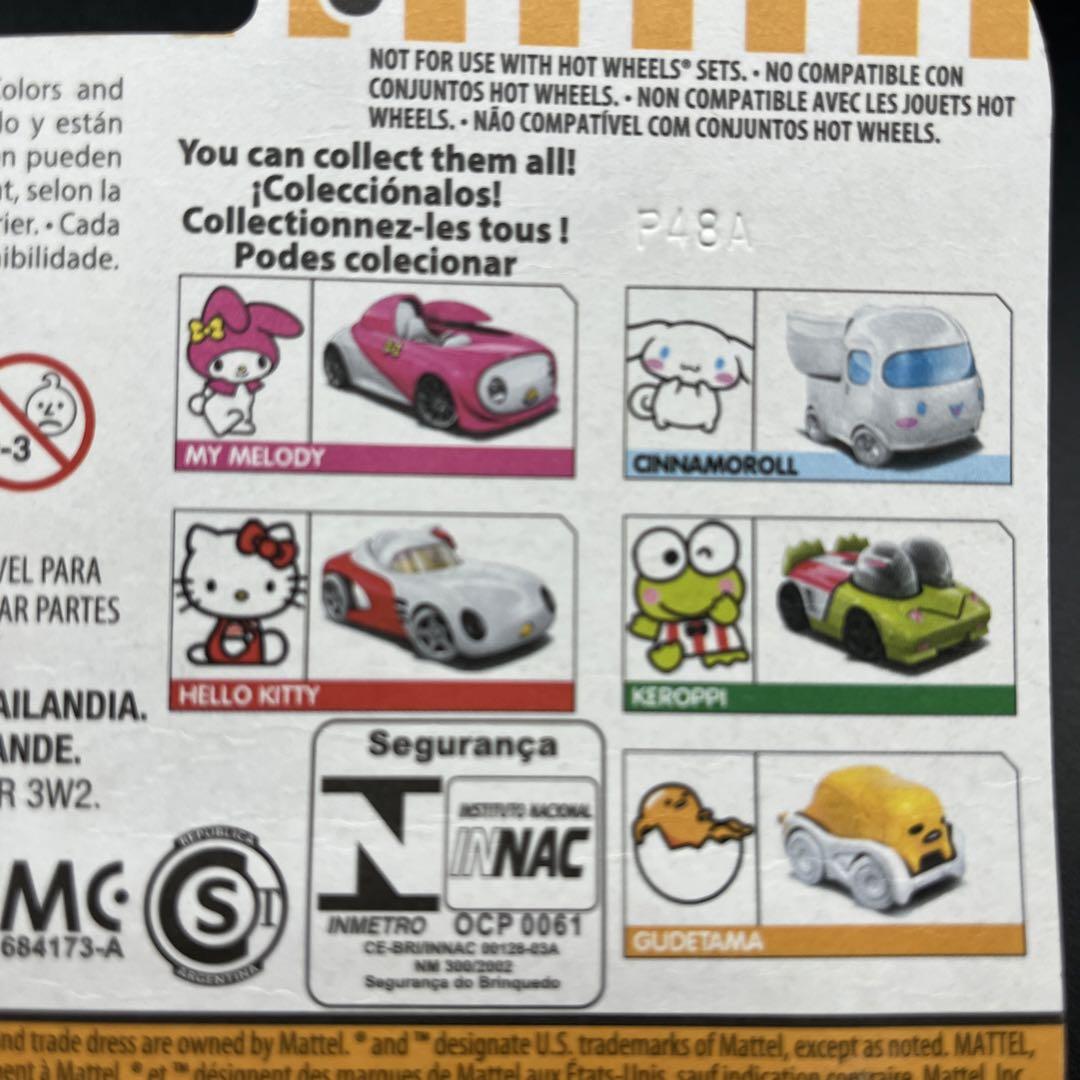 NOT FOR USE WITH HOT WHEELS® SETS. • NO COMPATIBLE CON
CONJUNTOS HOT WHEELS. • NON COMPATIBLE AVEC LES JOUETS HOT
WHEELS. • NÃO COMPATÍVEL COM CONJUNTOS HOT WHEELS.
olors and
do y están
n pueden
nt, selon la
rier. • Cada
nibilidade.
You can collect them all!
¡Colecciónalos!
Collectionnez-les tous !
Podes colecionar
P48A
MY MELODY
CINNAMOROLL
-3
HELLO KITTY
KEROPPI
VEL PARA
AR PARTES
AILANDIA.
ANDE.
R 3W2.
MC
684173-A
REPUBLICA
S
ARGENTINA
Segurança
INSTITUTO NACIONAL
INNAC
INMETRO OCP 0061
CE-BRI/INNAC 00128-03A
NM 300/2002
Segurança do Brinquedo
GUDETAMA
nd trade dress are owned by Mattel. ® and ™ designate U.S. trademarks of Mattel, except as noted. MATTEL,
ent à Mattel. ® et ™ désignent des marques de Mattel aux États-Unis, sauf indication contraire. Mattel, Inc.